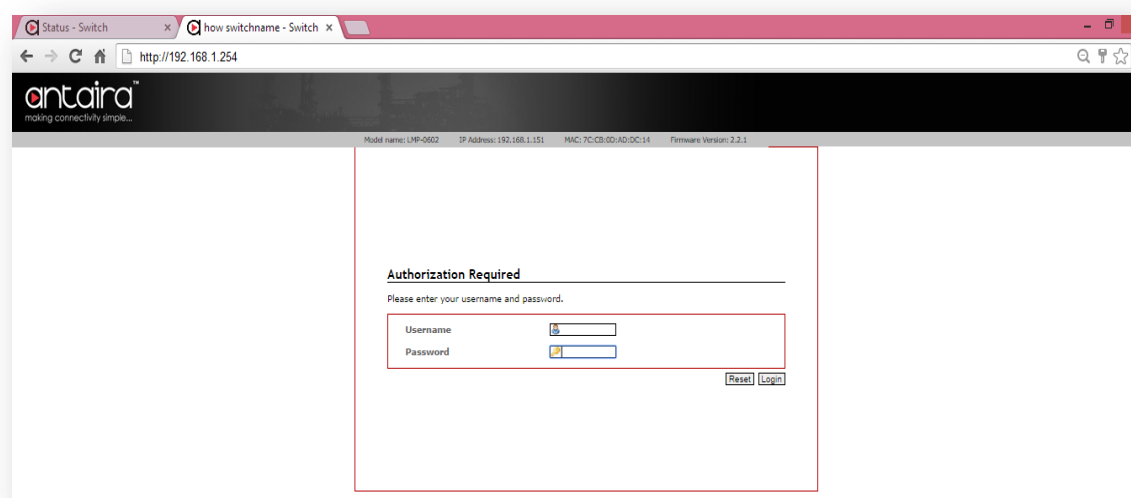 Status - Switch × how switchname - Switch ×
http://192.168.1.254
antaira™
making connectivity simple...
Model name: LMP-0602 IP Address: 192.168.1.151 MAC: 7C:CB:0D:AD:DC:14 Firmware Version: 2.2.1
Authorization Required
Please enter your username and password.
Username
Password
Reset Login